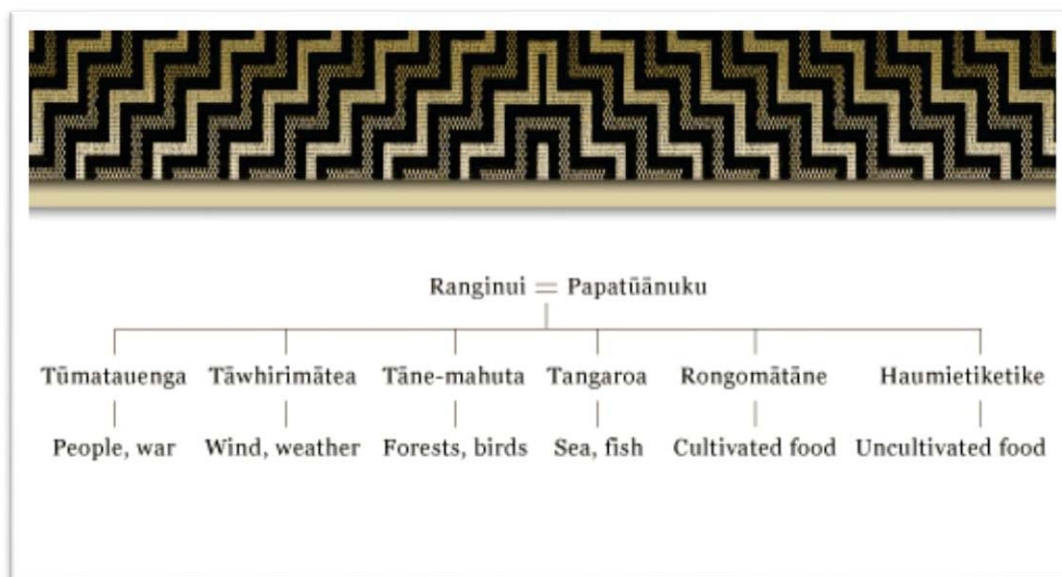 Ranginui = Papatūānuku
Tūmatauenga Tāwhirimātea Tāne-mahuta Tangaroa Rongomātāne Haumietiketike
People, war Wind, weather Forests, birds Sea, fish Cultivated food Uncultivated food